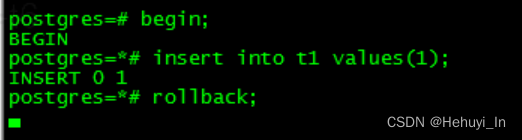 postgres=# begin;
BEGIN
postgres=*# insert into t1 values(1);
INSERT 0 1
postgres=*# rollback;
CSDN @Hehuyi_In